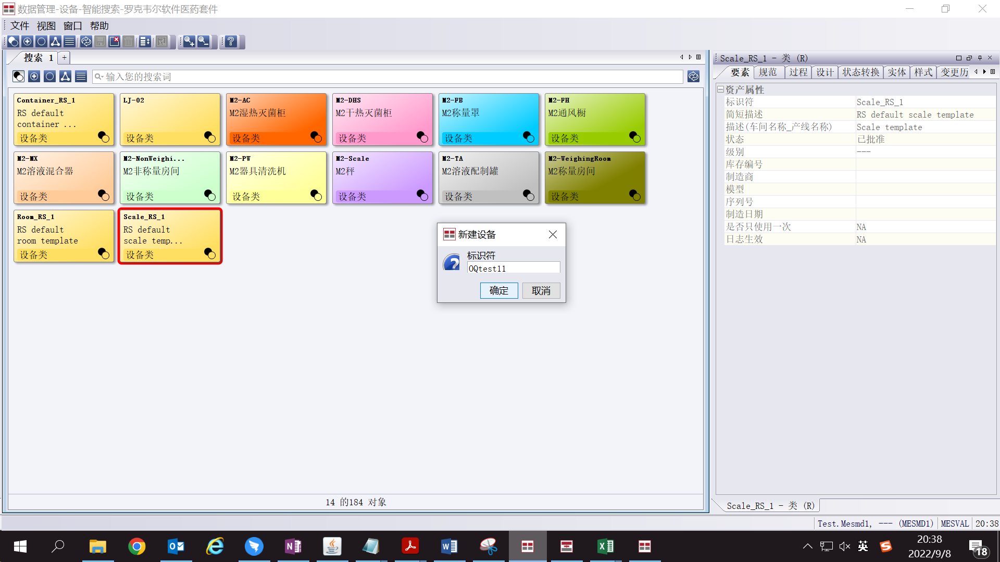 数据管理-设备-智能搜索-罗克韦尔软件医药套件
文件 视图 窗口 帮助
搜索 1 +
输入您的搜索词
Container_RS_1
RS default
container ...
设备类
LJ-02
设备类
M2-AC
M2湿热灭菌柜
设备类
M2-DHS
M2干热灭菌柜
设备类
M2-FB
M2称量罩
设备类
M2-FH
M2通风橱
设备类
M2-MX
M2溶液混合器
设备类
M2-NonWeighi...
M2非称量房间
设备类
M2-PW
M2器具清洗机
设备类
M2-Scale
M2秤
设备类
M2-TA
M2溶液配制罐
设备类
M2-WeighingRoom
M2称量房间
设备类
Room_RS_1
RS default
room template
设备类
Scale_RS_1
RS default
scale temp...
设备类
新建设备
标识符
OQtest11
确定 取消
14 的184 对象
Scale_RS_1 - 类 (R)
要素 规范 过程 设计 状态转换 实体 样式 变更历
资产属性
标识符 Scale_RS_1
简短描述 RS default scale template
描述(车间名称_产线名称) Scale template
状态 已批准
级别 ---
库存编号
制造商
模型
序列号
制造日期
是否只使用一次 NA
日志生效 NA
Scale_RS_1 - 类 (R)
Test.Mesmd1, --- (MESMD1) MESVAL 20:38
英
20:38
2022/9/8
18